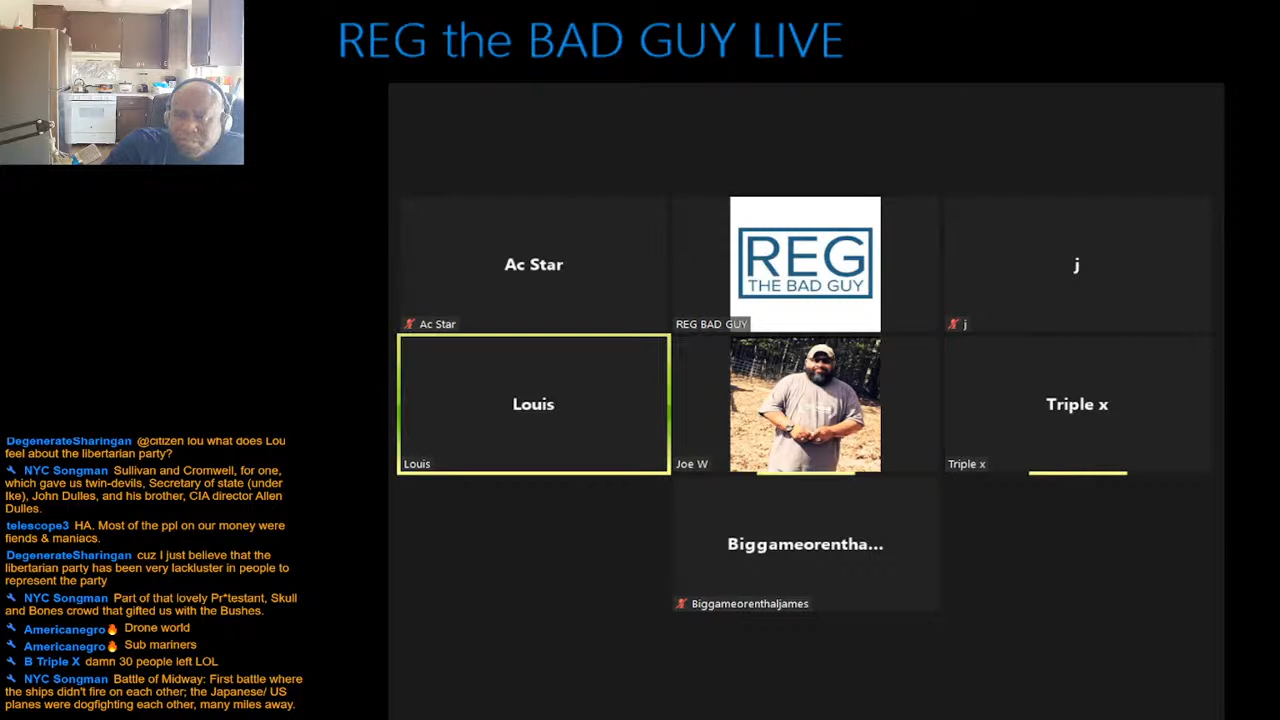 REG the BAD GUY LIVE
Ac Star
Ac Star
REG
THE BAD GUY
REG BAD GUY
j
j
Louis
Louis
Joe W
Triple x
Triple x
Biggameorentha...
Biggameorenthaljames
DegenerateSharingan @citizen lou what does Lou
feel about the libertarian party?
NYC Songman Sullivan and Cromwell, for one,
which gave us twin-devils, Secretary of state (under
Ike), John Dulles, and his brother, CIA director Allen
Dulles.
telescope3 HA. Most of the ppl on our money were
fiends & maniacs.
DegenerateSharingan cuz I just believe that the
libertarian party has been very lackluster in people to
represent the party
NYC Songman Part of that lovely Pr*testant, Skull
and Bones crowd that gifted us with the Bushes.
Americanegro🔥 Drone world
Americanegro🔥 Sub mariners
B Triple X damn 30 people left LOL
NYC Songman Battle of Midway: First battle where
the ships didn't fire on each other; the Japanese/ US
planes were dogfighting each other, many miles away.